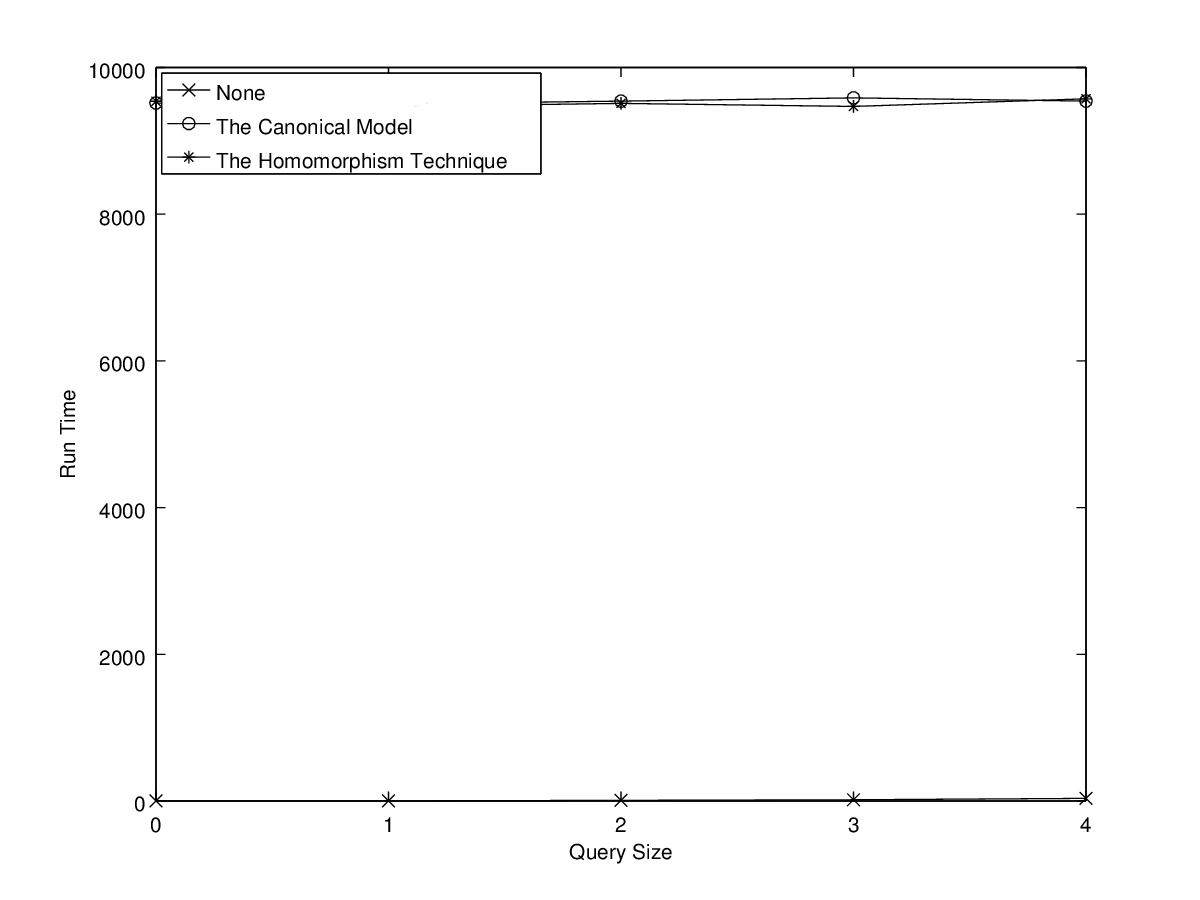 10000
8000
6000
4000
2000
0
Run Time
None
The Canonical Model
The Homomorphism Technique
0 1 2 3 4
Query Size